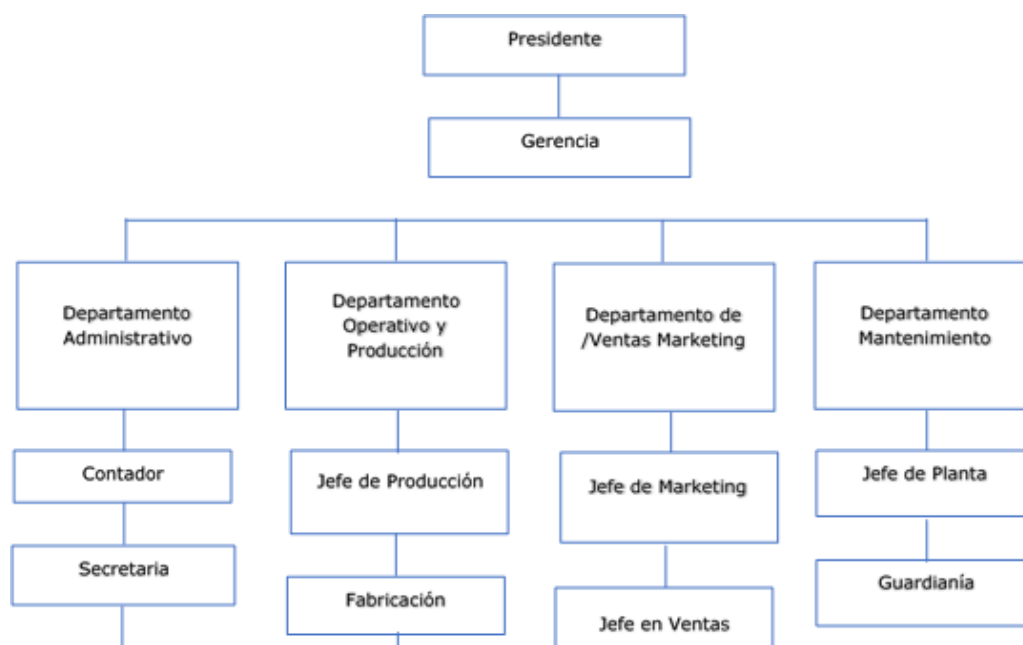 Presidente
Gerencia
Departamento
Administrativo
Departamento
Operativo y
Producción
Departamento de
/Ventas Marketing
Departamento
Mantenimiento
Contador
Jefe de Producción
Jefe de Marketing
Jefe de Planta
Secretaria
Fabricación
Jefe en Ventas
Guardianía